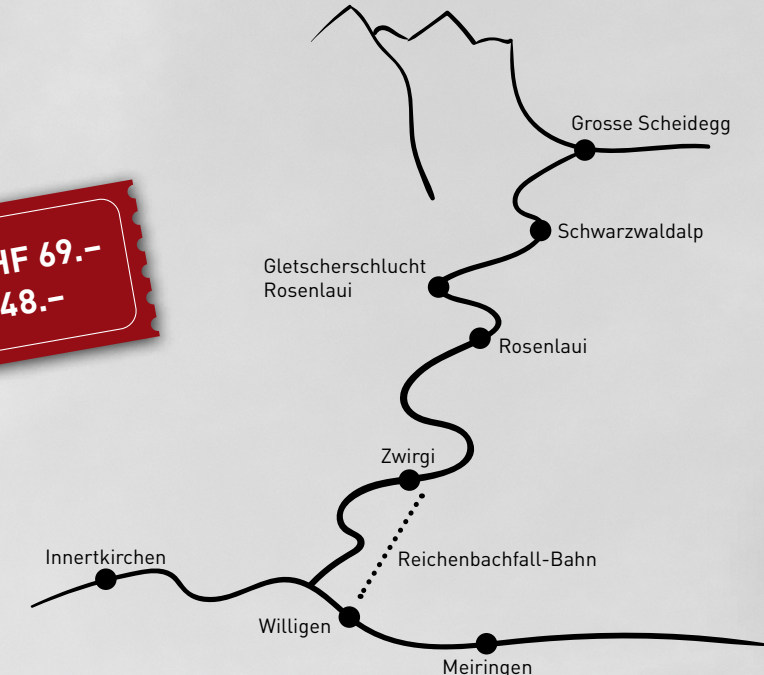 Grosse Scheidegg
Schwarzwaldalp
HF 69.–
48.–
Gletscherschlucht
Rosenlaui
Rosenlaui
Zwirgi
Innertkirchen
Reichenbachfall-Bahn
Willigen
Meiringen